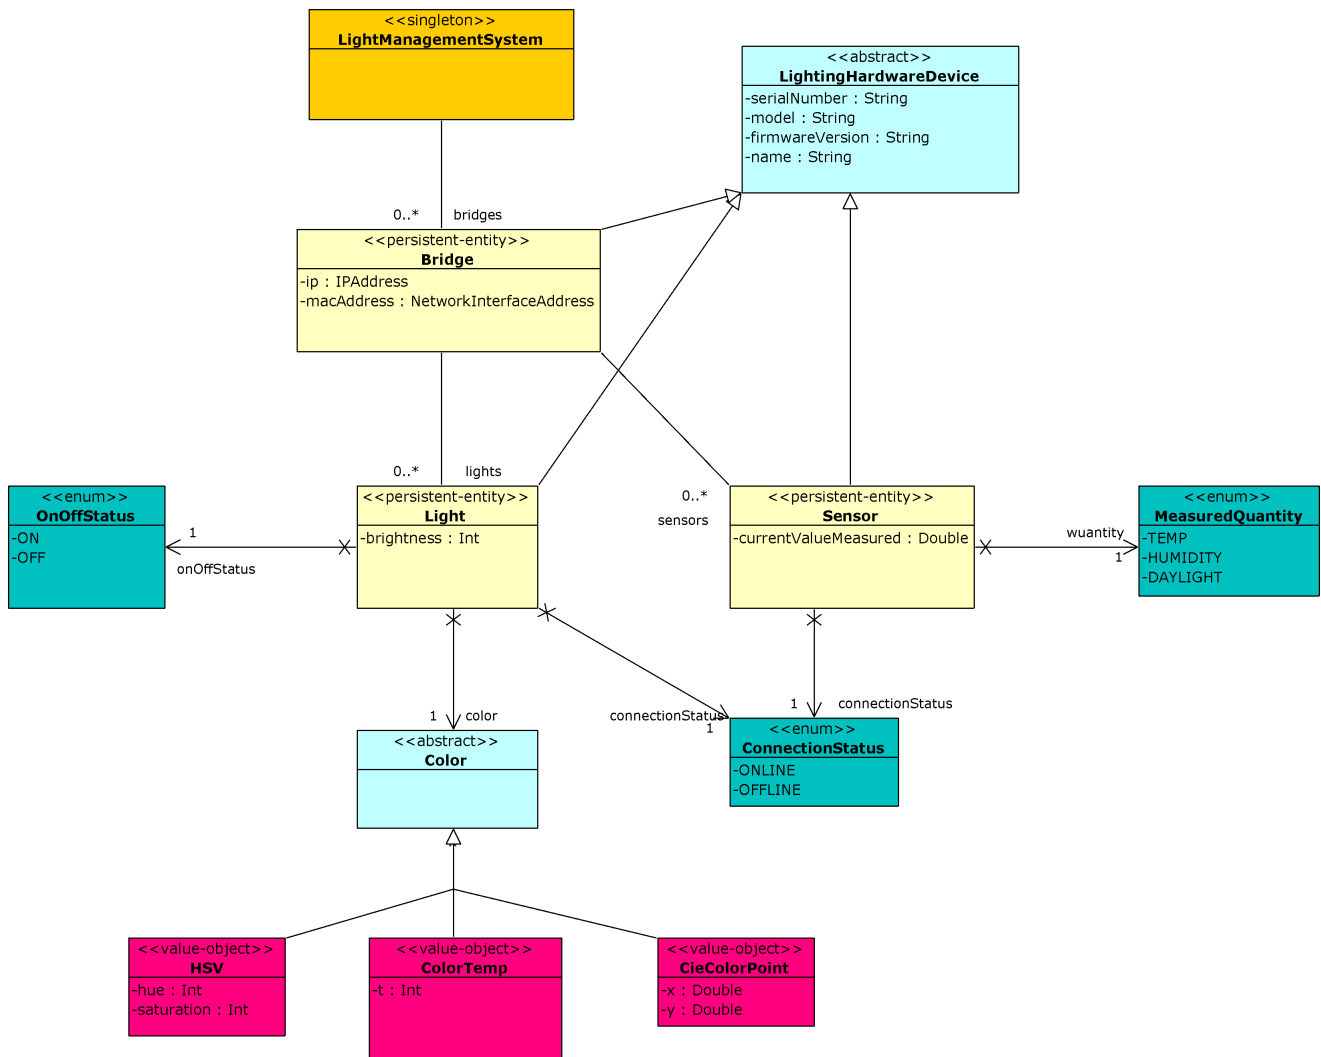 <<singleton>>
LightManagementSystem
<<abstract>>
LightingHardwareDevice
-serialNumber : String
-model : String
-firmwareVersion : String
-name : String
0..* bridges
<<persistent-entity>>
Bridge
-ip : IPAddress
-macAddress : NetworkInterfaceAddress
0..* lights
<<enum>>
OnOffStatus
-ON
-OFF
1
onOffStatus
<<persistent-entity>>
Light
-brightness : Int
0..*
sensors
<<persistent-entity>>
Sensor
-currentValueMeasured : Double
wuantity
1
<<enum>>
MeasuredQuantity
-TEMP
-HUMIDITY
-DAYLIGHT
1 color
connectionStatus
1
1 connectionStatus
<<abstract>>
Color
<<enum>>
ConnectionStatus
-ONLINE
-OFFLINE
<<value-object>>
HSV
-hue : Int
-saturation : Int
<<value-object>>
ColorTemp
-t : Int
<<value-object>>
CieColorPoint
-x : Double
-y : Double